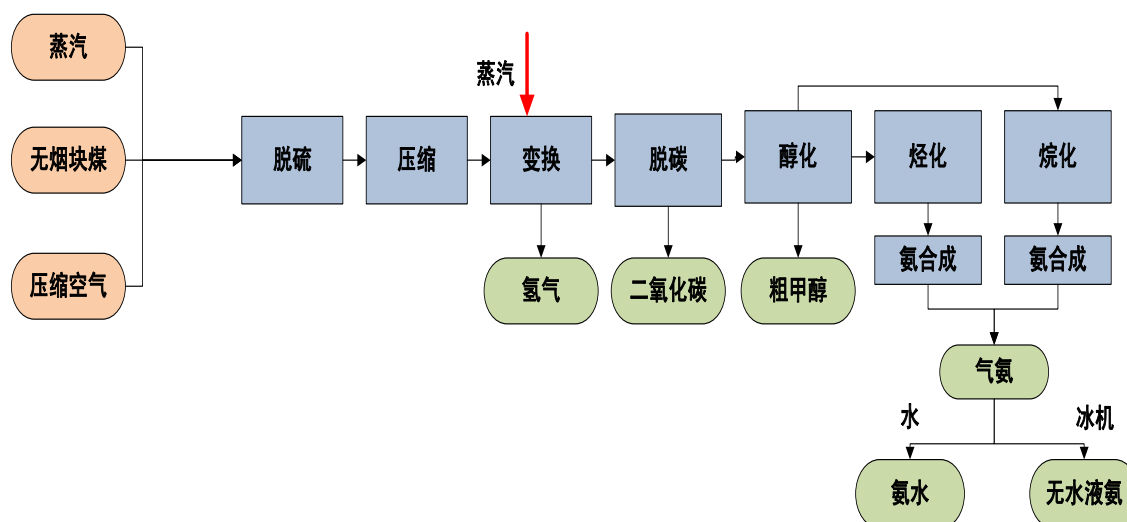 蒸汽
蒸汽
无烟块煤
脱硫
压缩
变换
脱碳
醇化
烃化
烷化
压缩空气
氢气
二氧化碳
粗甲醇
氨合成
氨合成
气氨
水
冰机
氨水
无水液氨